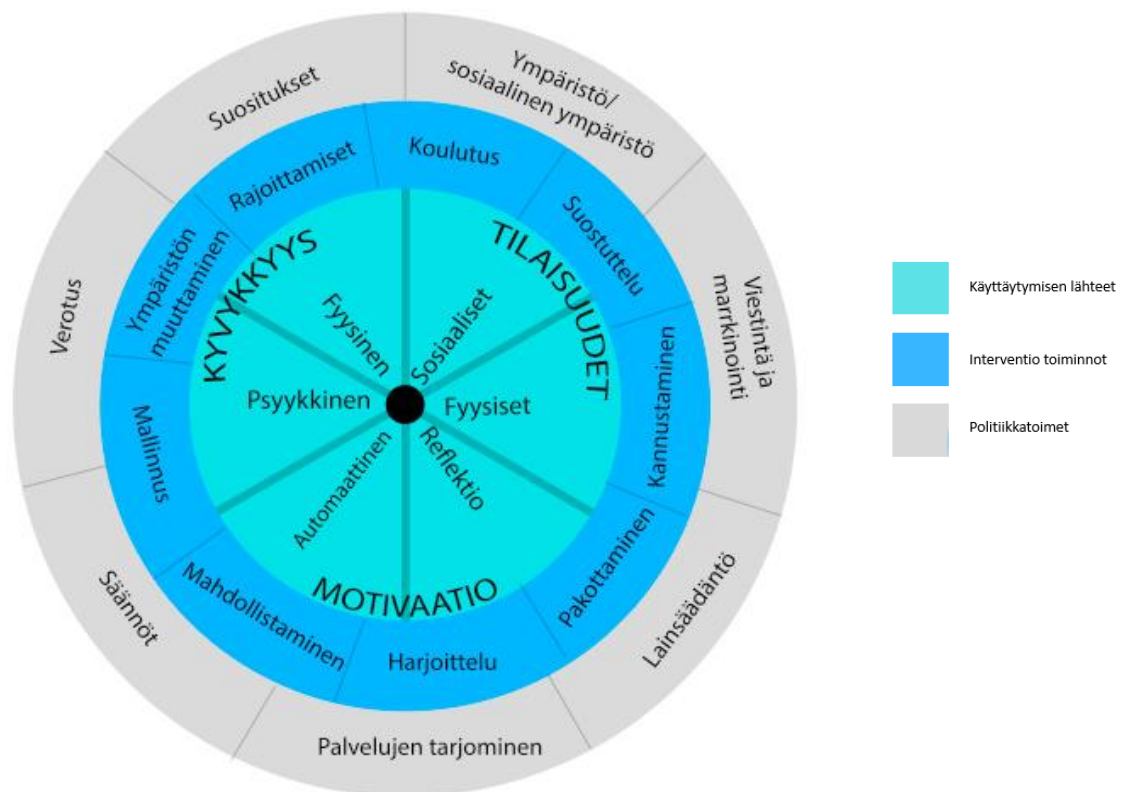 Suositukset
Ympäristö/
sosiaalinen ympäristö
Viestintä ja
marrkinointi
Lainsäädäntö
Palvelujen tarjominen
Säännöt
Verotus
Rajoittamiset
Koulutus
Suostuttelu
Kannustaminen
Pakottaminen
Harjoittelu
Mahdollistaminen
Mallinnus
Ympäristön
muuttaminen
KYVYKKYYS
TILAISUUDET
MOTIVAATIO
Fyysinen
Sosiaaliset
Psyykkinen
Fyysiset
Automaattinen
Reflektio
Käyttäytymisen lähteet
Interventio toiminnot
Politiikkatoimet